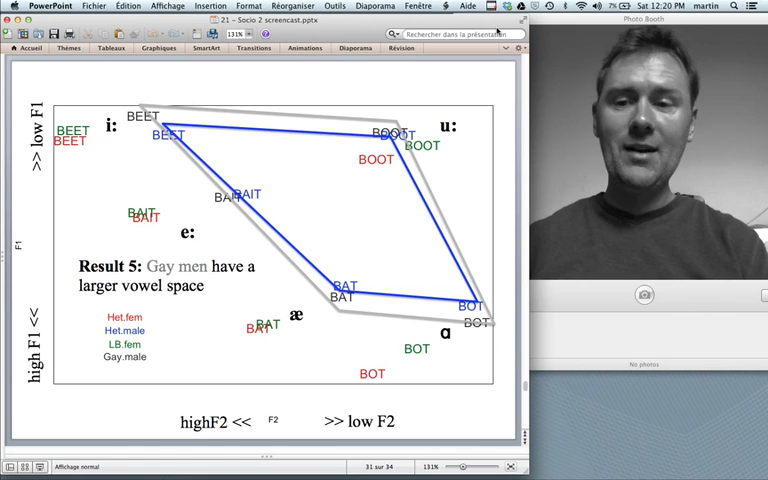 PowerPoint Fichier Édition Affichage Insertion Format Réorganiser Outils Diaporama Fenêtre Aide 7% Sat 12:20 PM martin
21 – Socio 2 screencast.pptx
Photo Booth
131% Rechercher dans la présentation
Accueil Thèmes Tableaux Graphiques SmartArt Transitions Animations Diaporama Révision
>> low F1
F1
high F1 <<
BEET
i:
BEET
BEET
BEET
BOOT
BOOT
u:
BOOT
BOOT
BAIT
BAIT
BAIT
BAIT
e:
Result 5: Gay men have a
larger vowel space
BAT
BAT
BOT
BOT
Het.fem
Het.male
LB.fem
Gay.male
BAT
BAT
æ
ɑ
BOT
BOT
highF2 << F2 >> low F2
No photos
Affichage normal 31 sur 34 131%